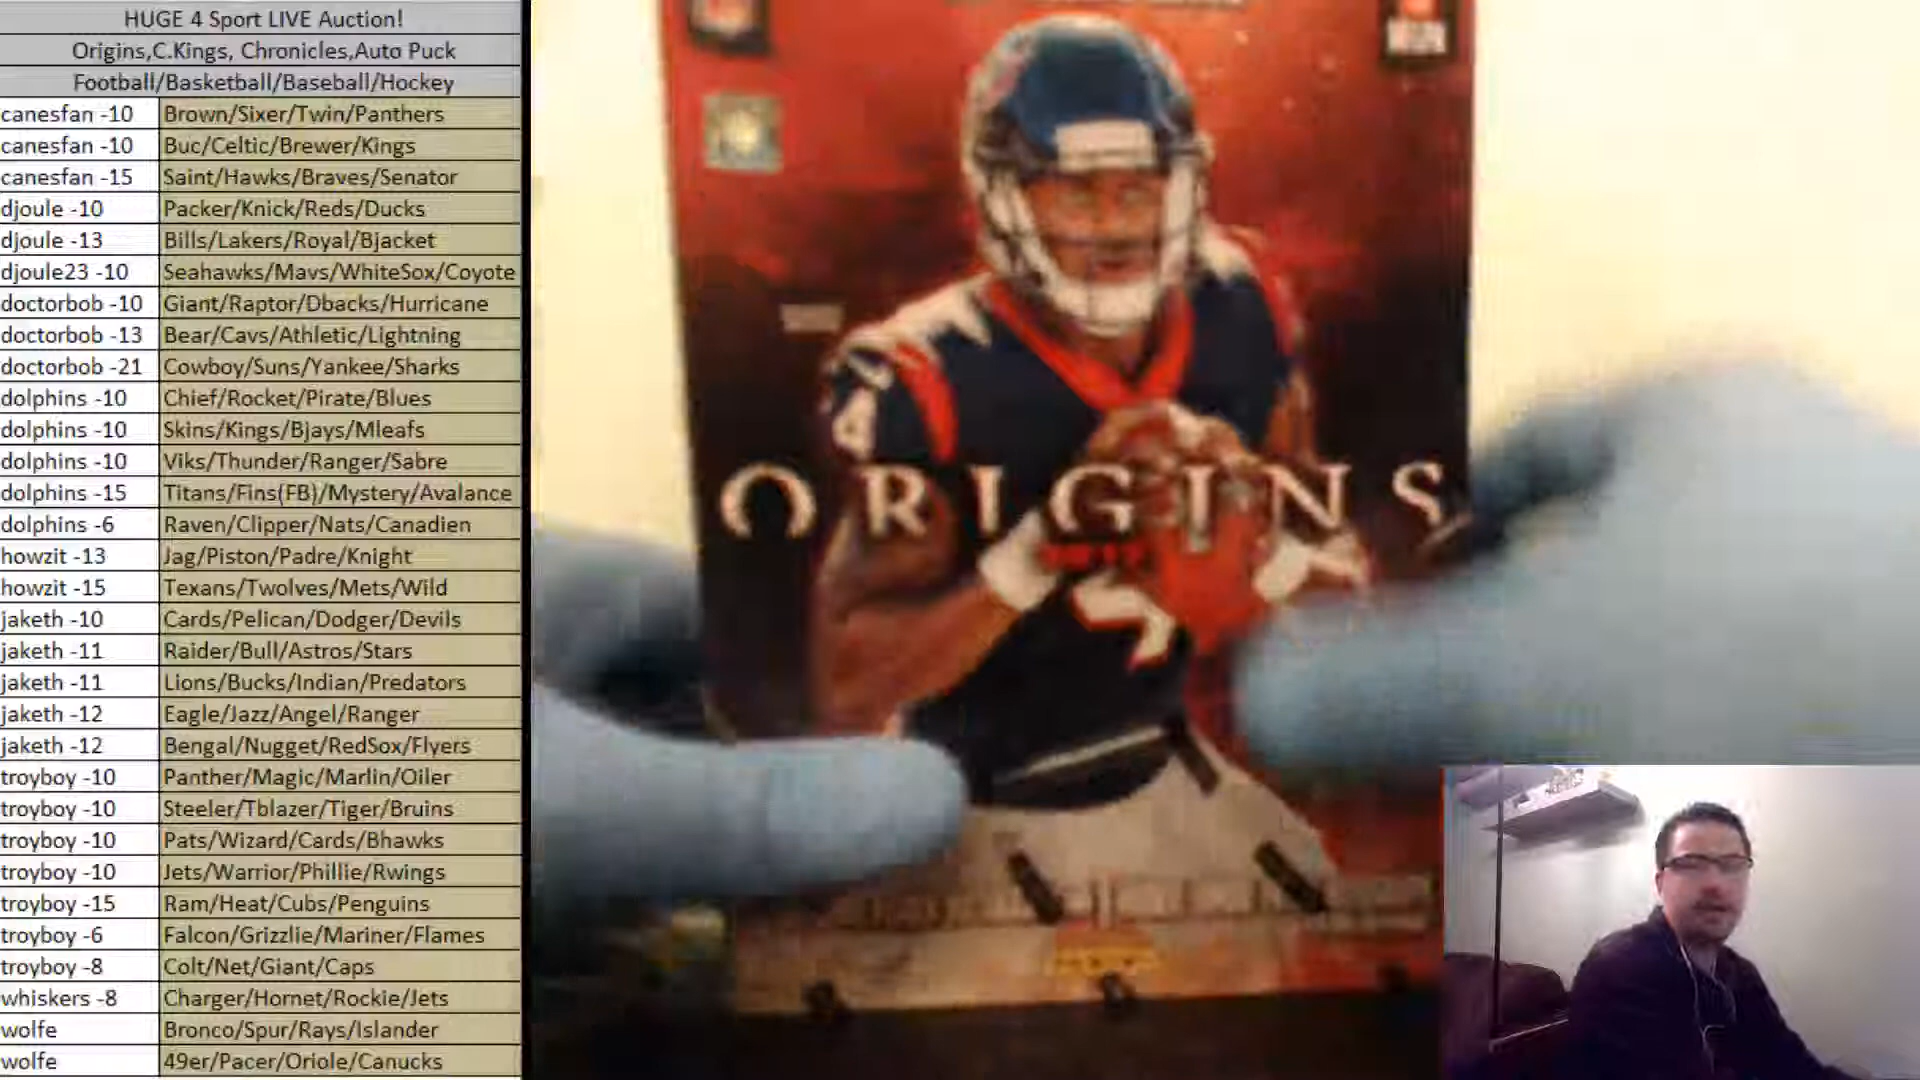 HUGE 4 Sport LIVE Auction!
Origins,C.Kings, Chronicles,Auto Puck
Football/Basketball/Baseball/Hockey
canesfan -10 Brown/Sixer/Twin/Panthers
canesfan -10 Buc/Celtic/Brewer/Kings
canesfan -15 Saint/Hawks/Braves/Senator
djoule -10 Packer/Knick/Reds/Ducks
djoule -13 Bills/Lakers/Royal/Bjacket
djoule23 -10 Seahawks/Mavs/WhiteSox/Coyote
doctorbob -10 Giant/Raptor/Dbacks/Hurricane
doctorbob -13 Bear/Cavs/Athletic/Lightning
doctorbob -21 Cowboy/Suns/Yankee/Sharks
dolphins -10 Chief/Rocket/Pirate/Blues
dolphins -10 Skins/Kings/Bjays/Mleafs
dolphins -10 Viks/Thunder/Ranger/Sabre
dolphins -15 Titans/Fins(FB)/Mystery/Avalance
dolphins -6 Raven/Clipper/Nats/Canadien
howzit -13 Jag/Piston/Padre/Knight
howzit -15 Texans/Twolves/Mets/Wild
jaketh -10 Cards/Pelican/Dodger/Devils
jaketh -11 Raider/Bull/Astros/Stars
jaketh -11 Lions/Bucks/Indian/Predators
jaketh -12 Eagle/Jazz/Angel/Ranger
jaketh -12 Bengal/Nugget/RedSox/Flyers
troyboy -10 Panther/Magic/Marlin/Oiler
troyboy -10 Steeler/Tblazer/Tiger/Bruins
troyboy -10 Pats/Wizard/Cards/Bhawks
troyboy -10 Jets/Warrior/Phillie/Rwings
troyboy -15 Ram/Heat/Cubs/Penguins
troyboy -6 Falcon/Grizzlie/Mariner/Flames
troyboy -8 Colt/Net/Giant/Caps
whiskers -8 Charger/Hornet/Rockie/Jets
wolfe Bronco/Spur/Rays/Islander
wolfe 49er/Pacer/Oriole/Canucks
ORIGINS